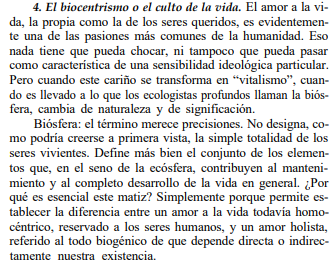 4. El biocentrismo o el culto de la vida. El amor a la vi-
da, la propia como la de los seres queridos, es evidentemen-
te una de las pasiones más comunes de la humanidad. Eso
nada tiene que pueda chocar, ni tampoco que pueda pasar
como característica de una sensibilidad ideológica particular.
Pero cuando este cariño se transforma en “vitalismo”, cuan-
do es llevado a lo que los ecologistas profundos llaman la biós-
fera, cambia de naturaleza y de significación.
Biósfera: el término merece precisiones. No designa, co-
mo podría creerse a primera vista, la simple totalidad de los
seres vivientes. Define más bien el conjunto de los elemen-
tos que, en el seno de la ecósfera, contribuyen al manteni-
miento y al completo desarrollo de la vida en general. ¿Por
qué es esencial este matiz? Simplemente porque permite es-
tablecer la diferencia entre un amor a la vida todavía homo-
céntrico, reservado a los seres humanos, y un amor holista,
referido al todo biogénico de que depende directa o indirec-
tamente nuestra existencia.